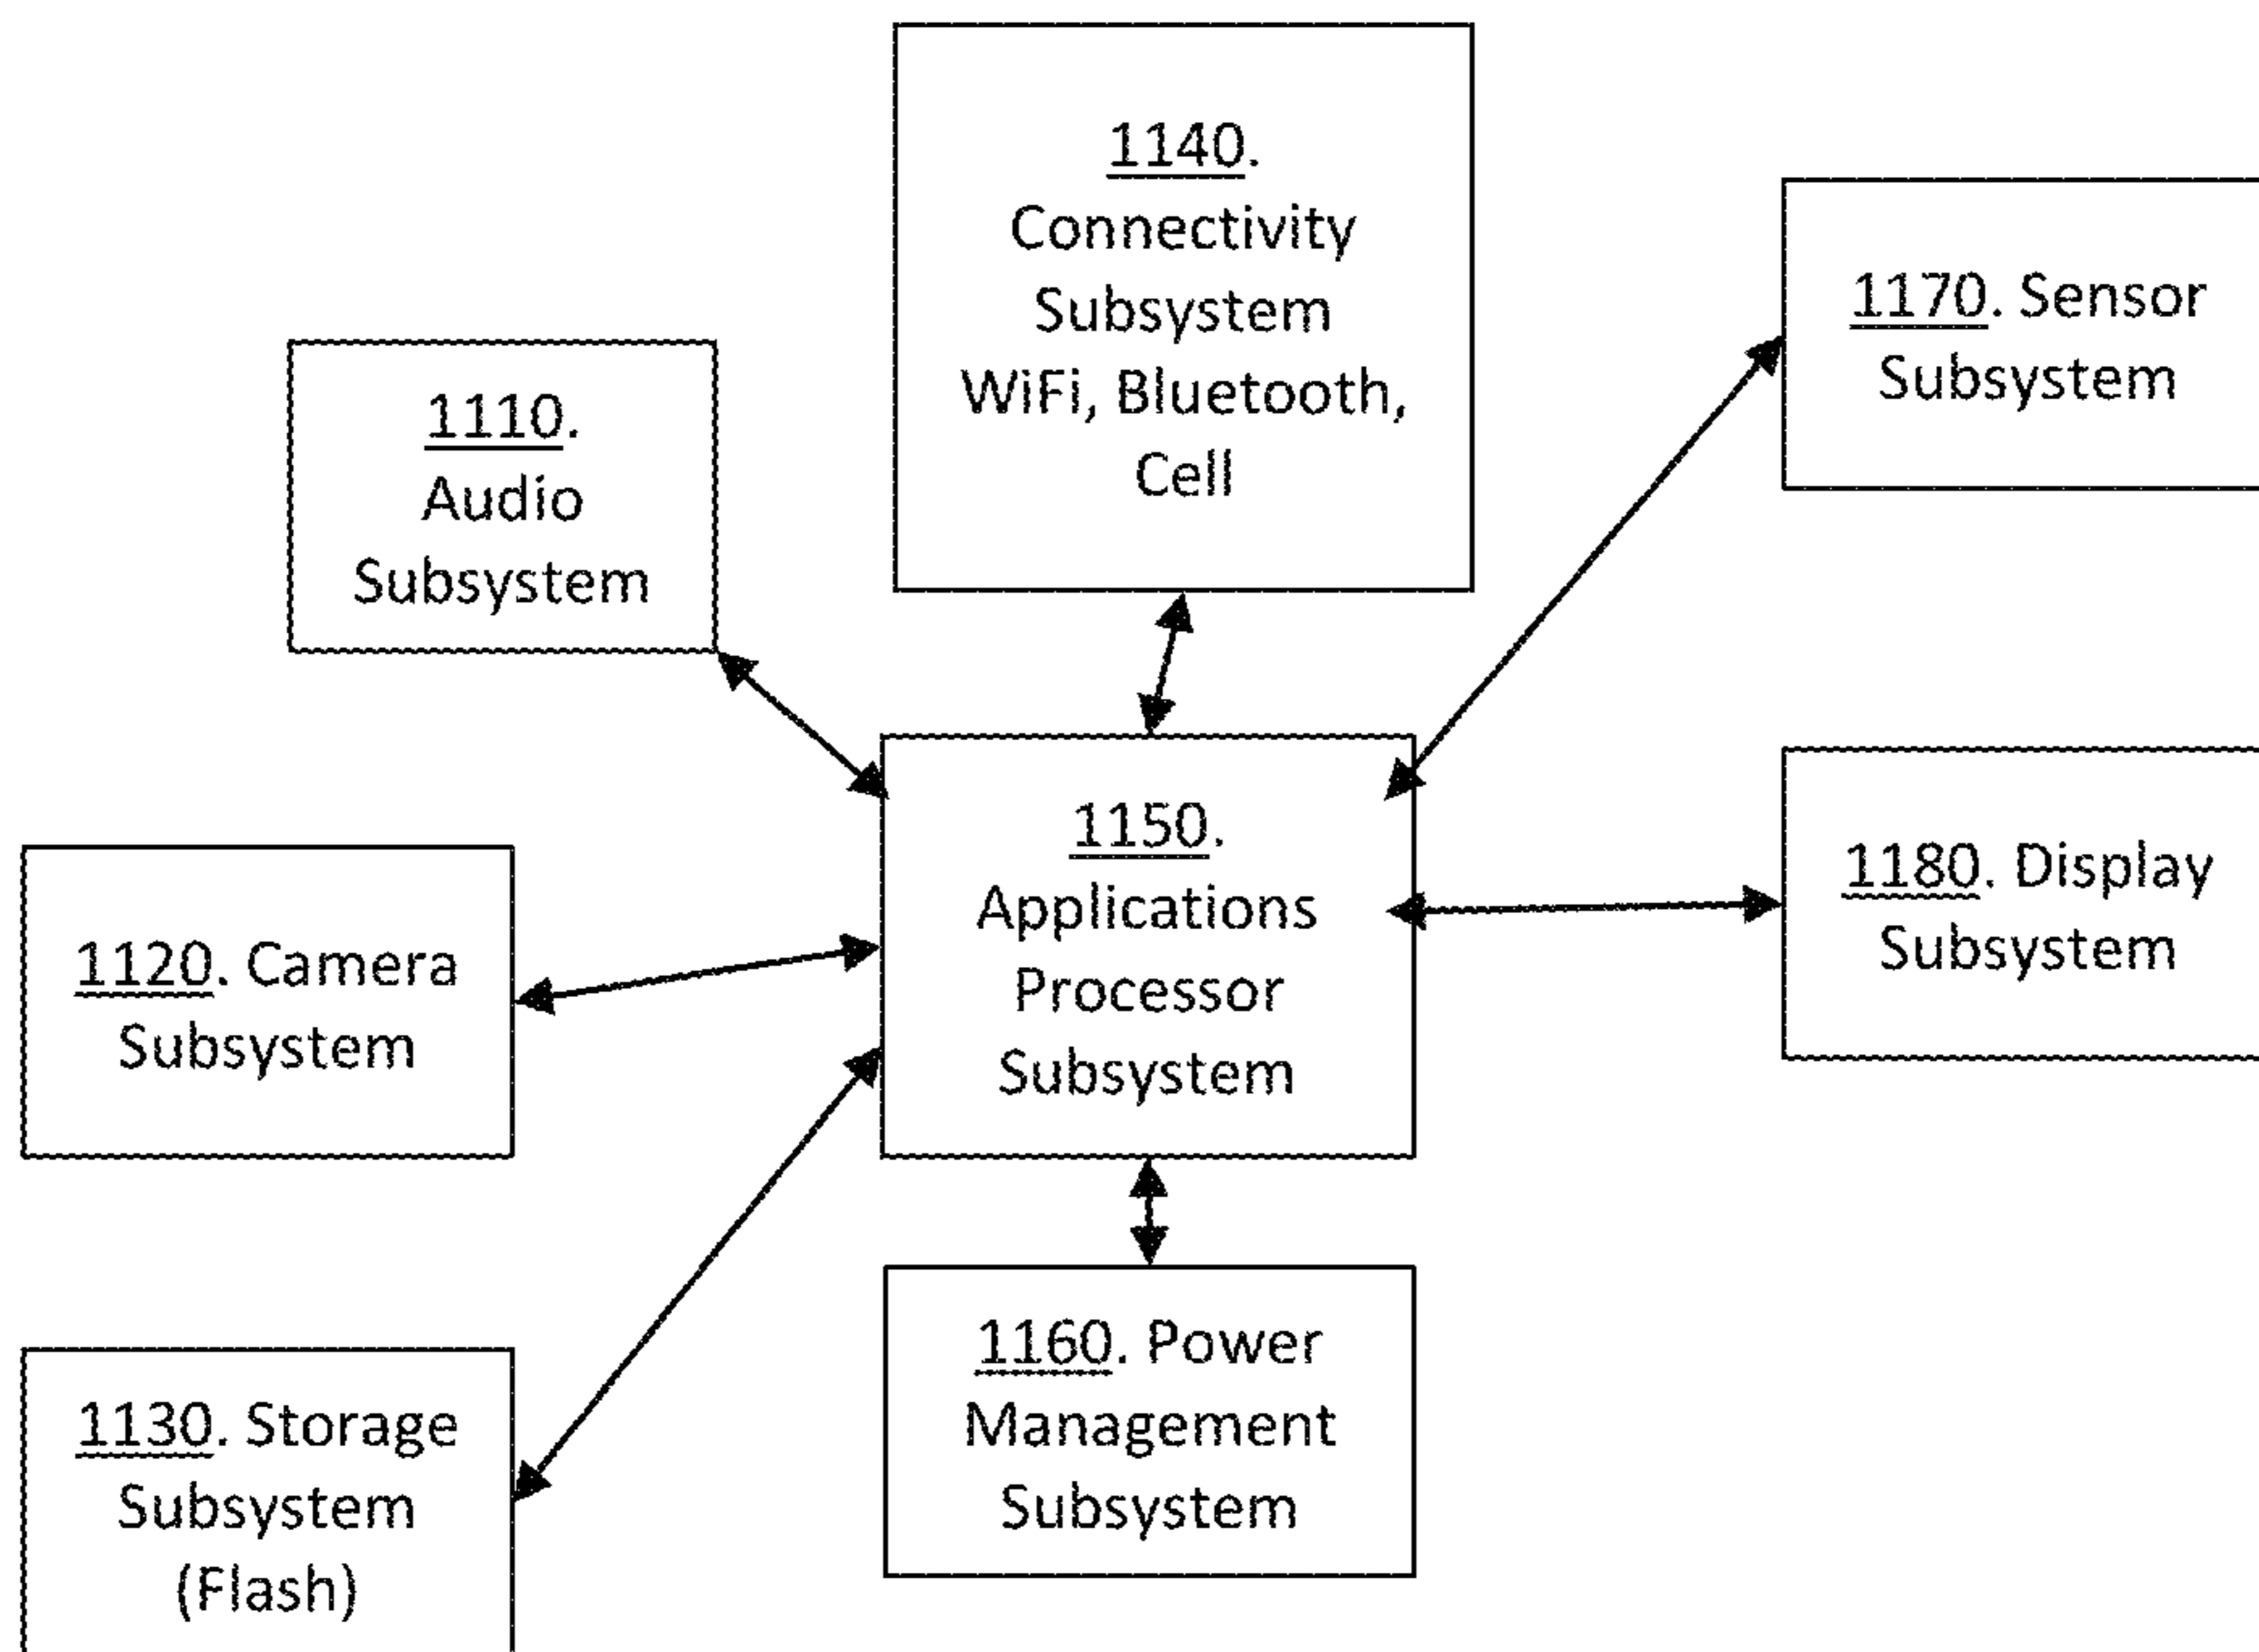 1140.
Connectivity
Subsystem
WiFi, Bluetooth,
Cell
1170. Sensor
Subsystem
1110.
Audio
Subsystem
1150.
Applications
Processor
Subsystem
1180. Display
Subsystem
1120. Camera
Subsystem
1160. Power
Management
Subsystem
1130. Storage
Subsystem
(Flash)